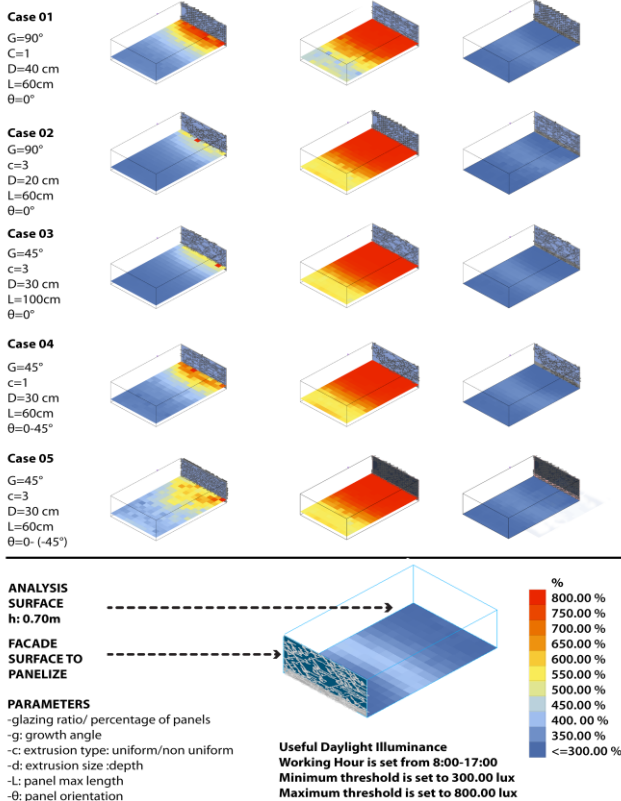 Case 01
G=90°
C=1
D=40 cm
L=60cm
θ=0°
Case 02
G=90°
c=3
D=20 cm
L=60cm
θ=0°
Case 03
G=45°
c=3
D=30 cm
L=100cm
θ=0°
Case 04
G=45°
c=1
D=30 cm
L=60cm
θ=0-45°
Case 05
G=45°
c=3
D=30 cm
L=60cm
θ=0- (-45°)
ANALYSIS
SURFACE
h: 0.70m
FACADE
SURFACE TO
PANELIZE
PARAMETERS
-glazing ratio/ percentage of panels
-g: growth angle
-c: extrusion type: uniform/non uniform
-d: extrusion size :depth
-L: panel max length
-θ: panel orientation
Useful Daylight Illuminance
Working Hour is set from 8:00-17:00
Minimum threshold is set to 300.00 lux
Maximum threshold is set to 800.00 lux
%
800.00 %
750.00 %
700.00 %
650.00 %
600.00 %
550.00 %
500.00 %
450.00 %
400. 00 %
350.00 %
<=300.00 %